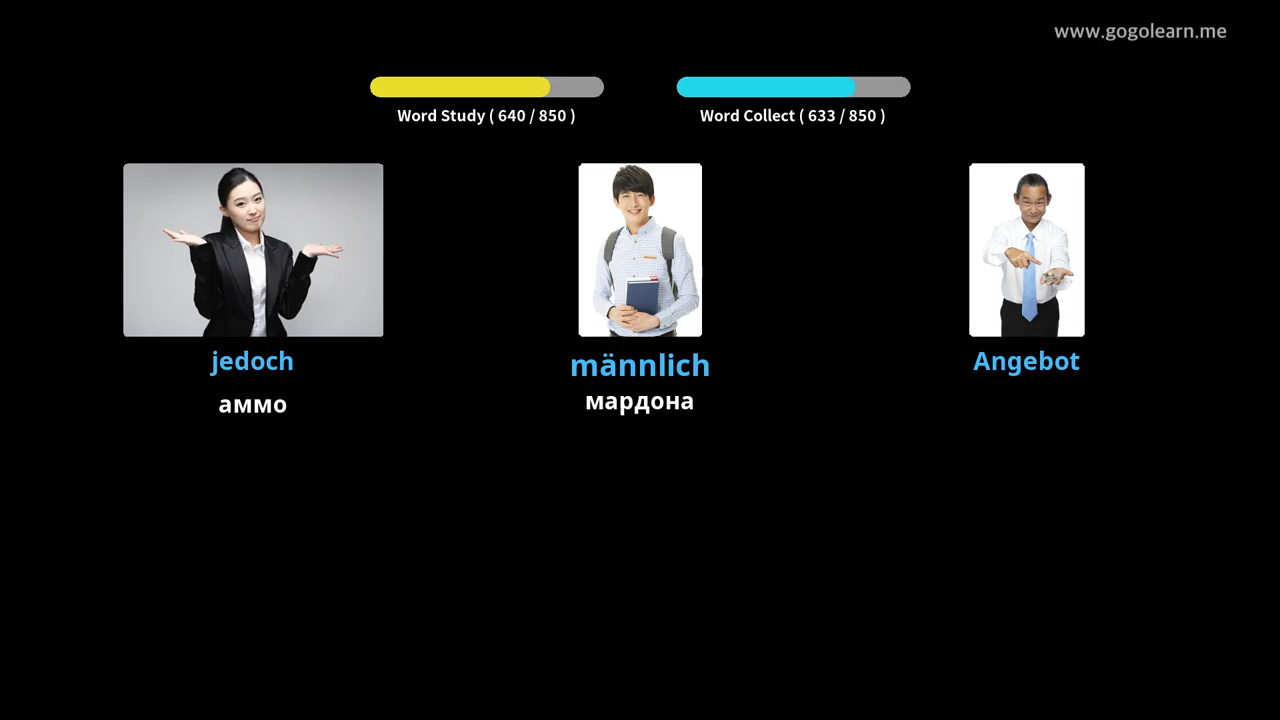 www.gogolearn.me
Word Study ( 640 / 850 )
Word Collect ( 633 / 850 )
jedoch
männlich
Angebot
аммо
мардона